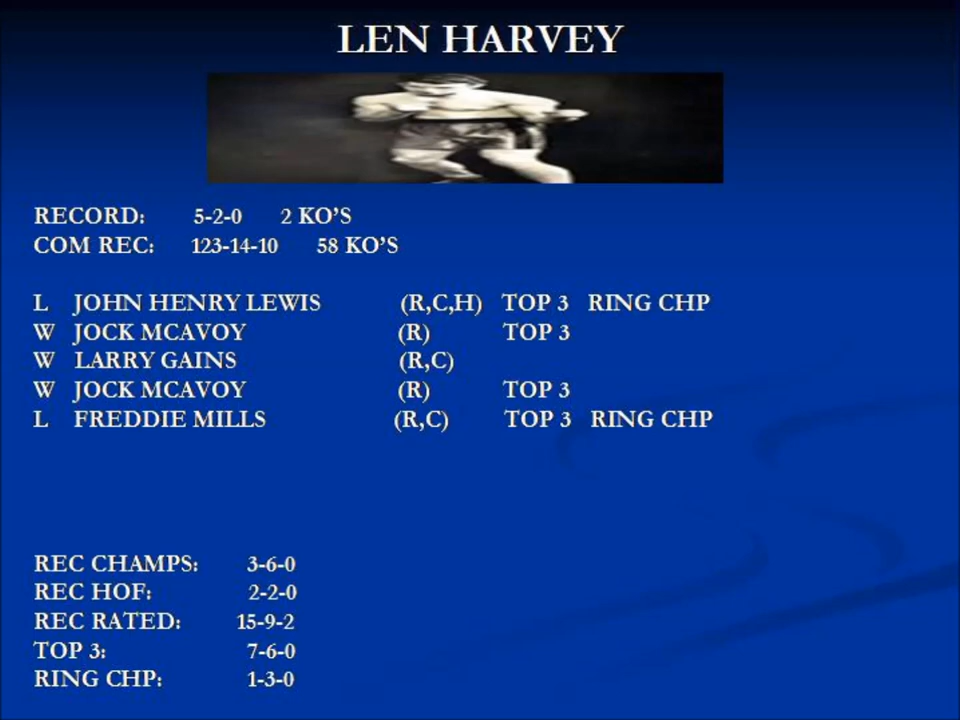 LEN HARVEY
RECORD: 5-2-0 2 KO'S
COM REC: 123-14-10 58 KO'S
L JOHN HENRY LEWIS (R,C,H) TOP 3 RING CHP
W JOCK MCAVOY (R) TOP 3
W LARRY GAINS (R,C)
W JOCK MCAVOY (R) TOP 3
L FREDDIE MILLS (R,C) TOP 3 RING CHP
REC CHAMPS: 3-6-0
REC HOF: 2-2-0
REC RATED: 15-9-2
TOP 3: 7-6-0
RING CHP: 1-3-0